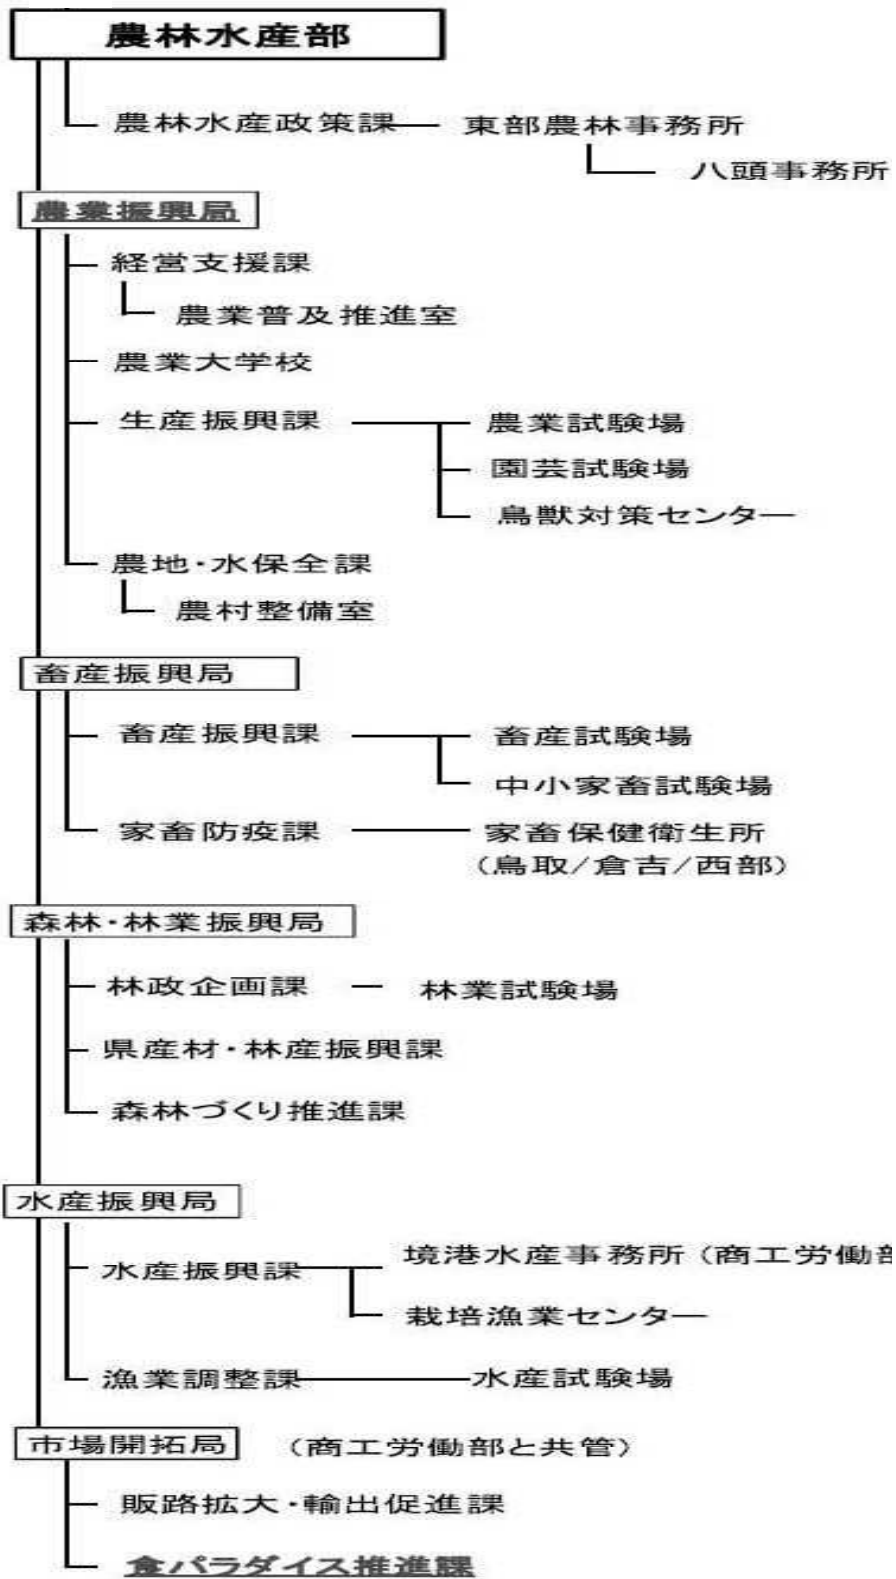 農林水産部
農林水産政策課 東部農林事務所
八頭事務所
農業振興局
経営支援課
農業普及推進室
農業大学校
生産振興課 農業試験場
園芸試験場
鳥獣対策センター
農地・水保全課
農村整備室
畜産振興局
畜産振興課 畜産試験場
中小家畜試験場
家畜防疫課 家畜保健衛生所
(鳥取/倉吉/西部)
森林・林業振興局
林政企画課 林業試験場
県産材・林産振興課
森林づくり推進課
水産振興局
水産振興課 境港水産事務所(商工労働部
栽培漁業センター
漁業調整課 水産試験場
市場開拓局 (商工労働部と共管)
販路拡大・輸出促進課
食パラダイス推進課